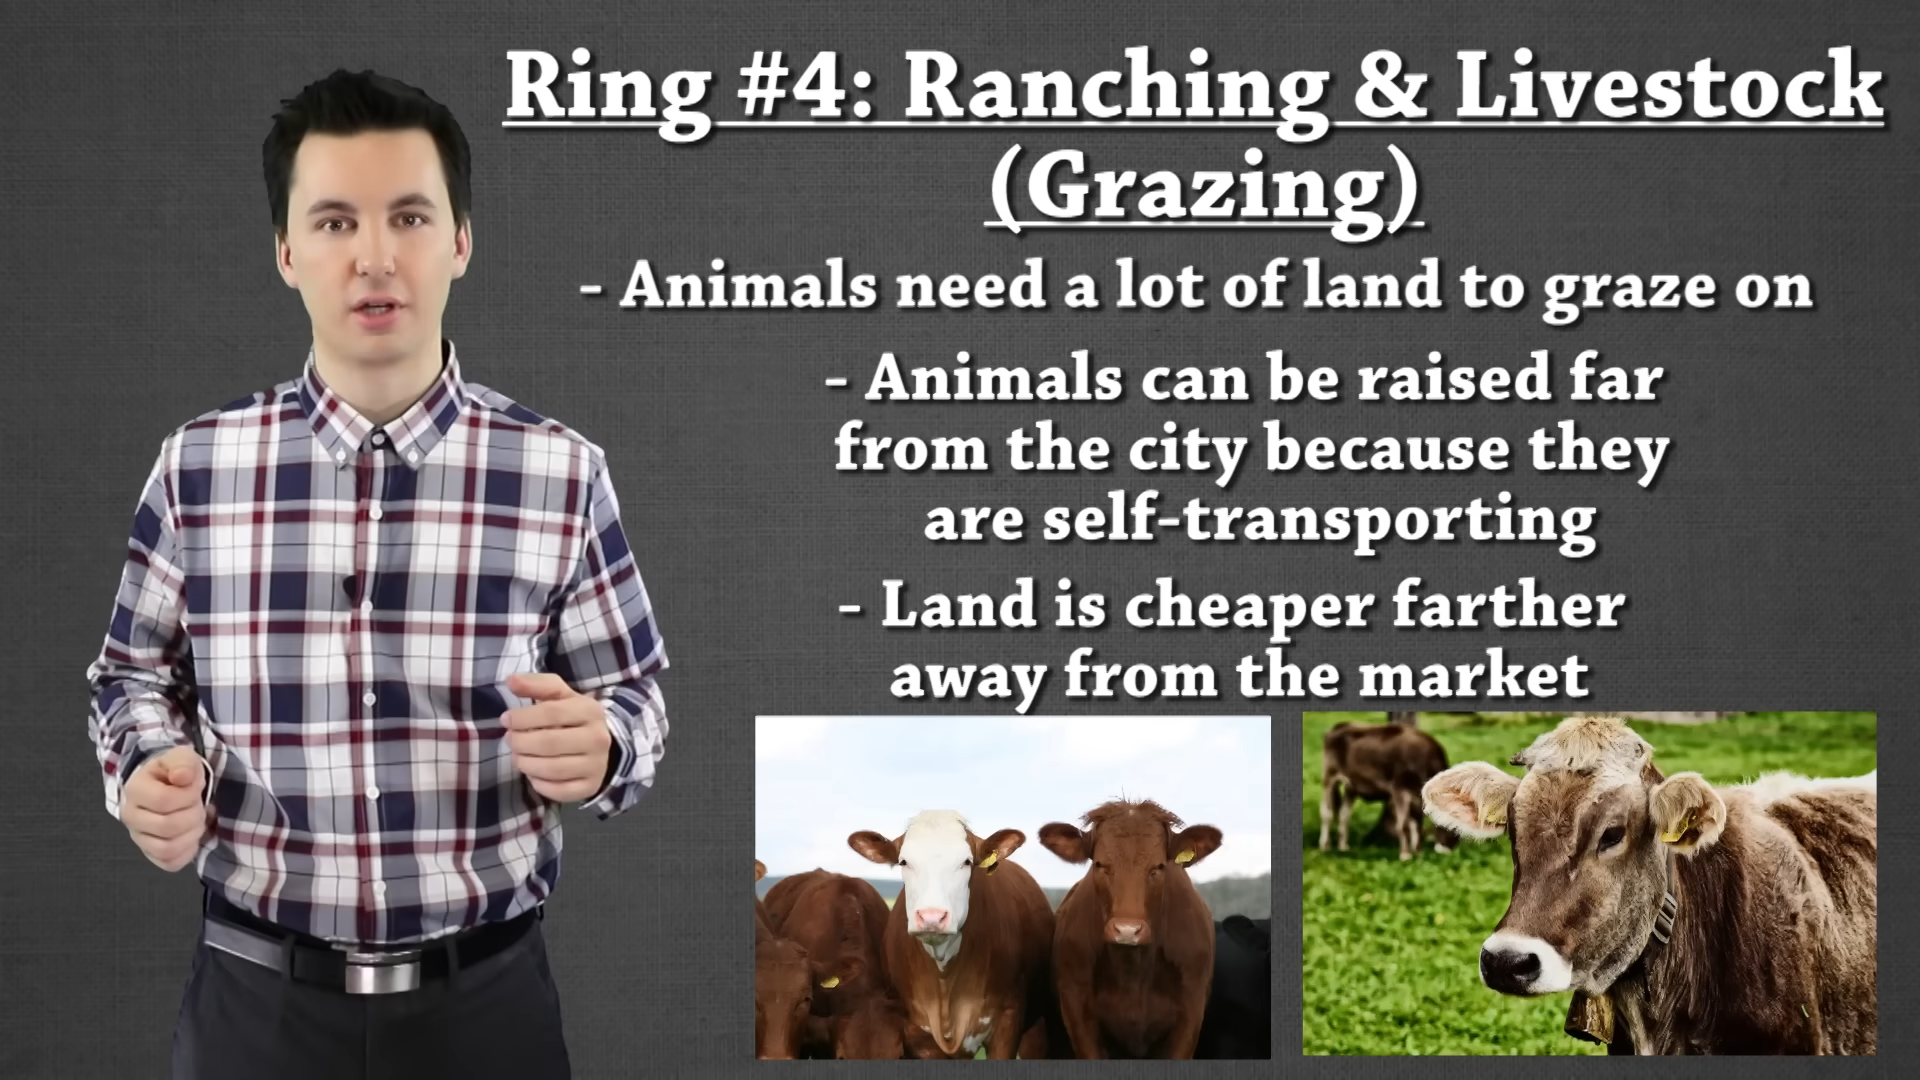 Ring #4: Ranching & Livestock
(Grazing)
- Animals need a lot of land to graze on
- Animals can be raised far
from the city because they
are self-transporting
- Land is cheaper farther
away from the market